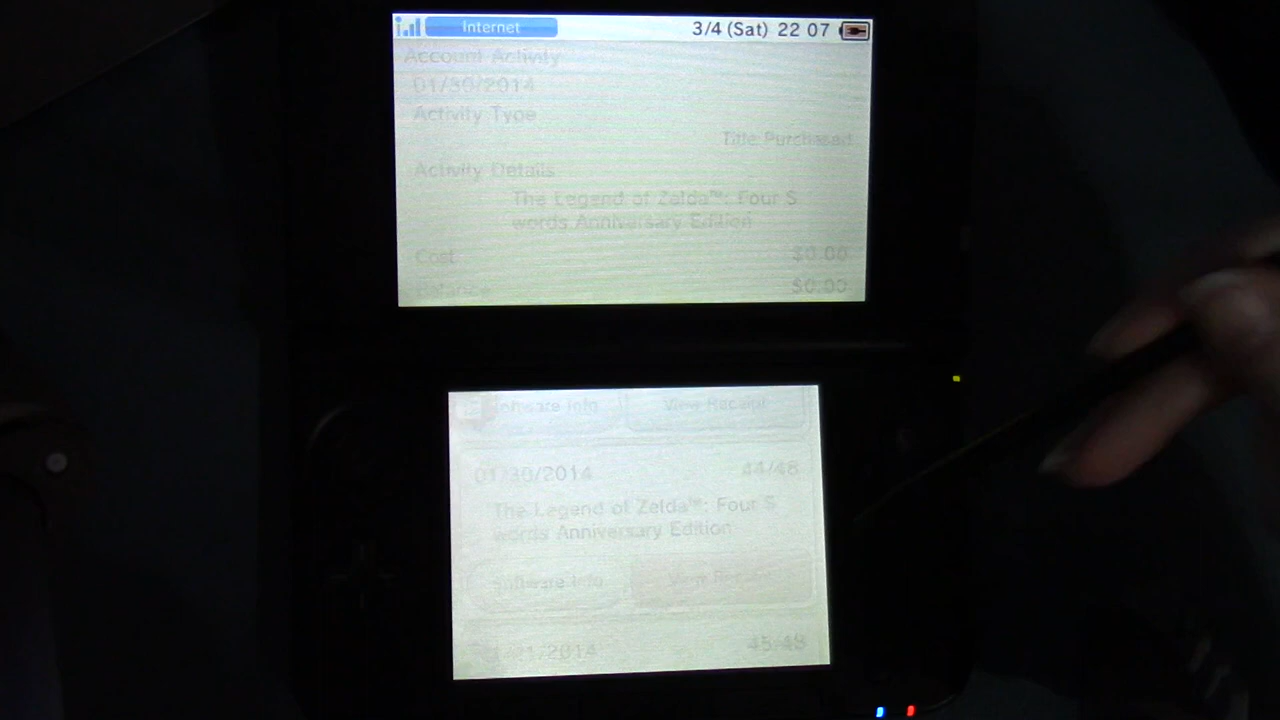 Internet 3/4 (Sat) 22 07
Account Activity
01/30/2014
Activity Type
Title Purchased
Activity Details
The Legend of Zelda™: Four S
words Anniversary Edition
Cost $0.00
Balance $0.00
Software Info View Receipt
01/30/2014 44/48
The Legend of Zelda™: Four S
words Anniversary Edition
Software Info View Receipt
/2014 45/48